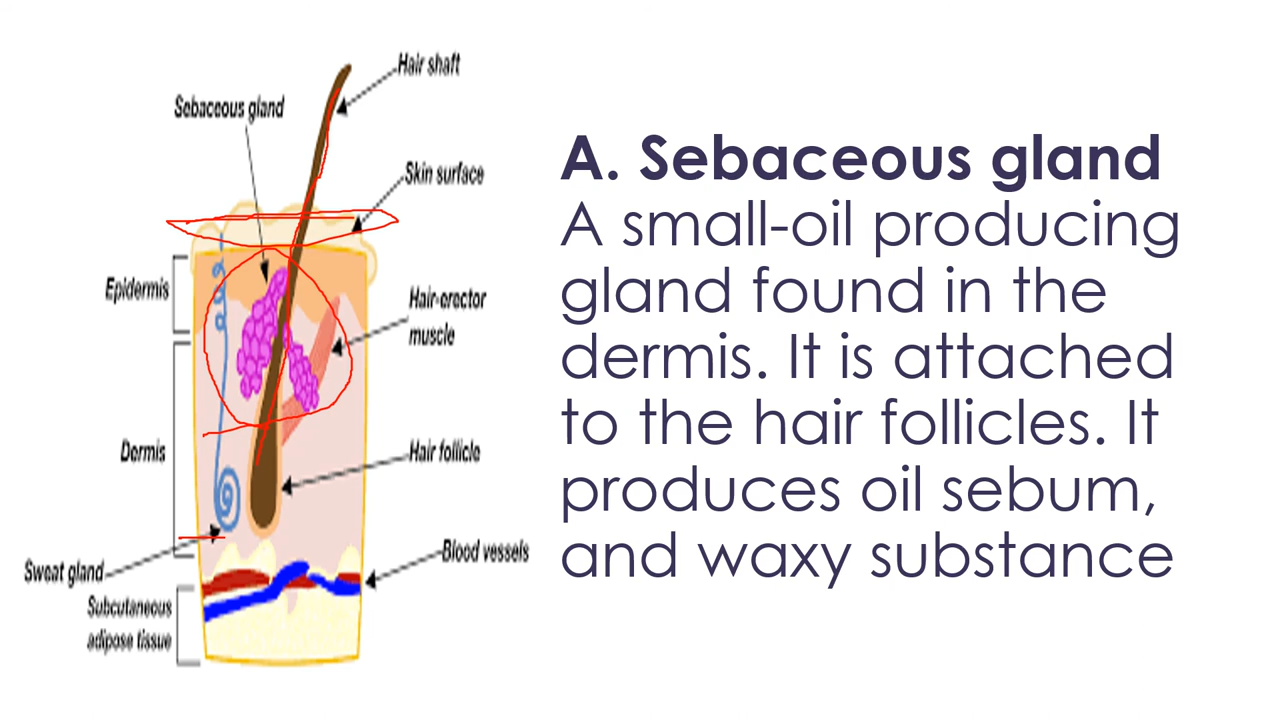 Hair shaft
Sebaceous gland
Skin surface
Epidermis
Hair-erector
muscle
Dermis
Hair follicle
Blood vessels
Sweat gland
Subcutaneous
adipose tissue
A. Sebaceous gland
A small-oil producing
gland found in the
dermis. It is attached
to the hair follicles. It
produces oil sebum,
and waxy substance